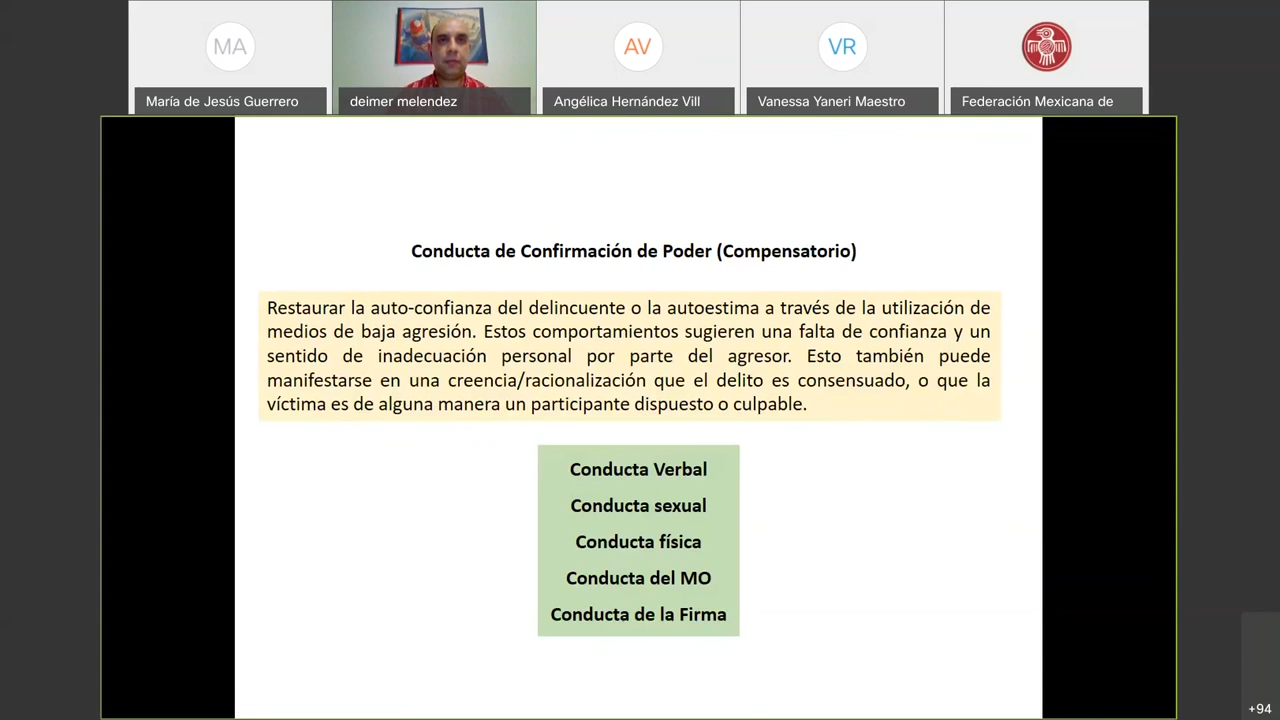 MA
AV
VR
María de Jesús Guerrero
deimer melendez
Angélica Hernández Vill
Vanessa Yaneri Maestro
Federación Mexicana de
Conducta de Confirmación de Poder (Compensatorio)
Restaurar la auto-confianza del delincuente o la autoestima a través de la utilización de
medios de baja agresión. Estos comportamientos sugieren una falta de confianza y un
sentido de inadecuación personal por parte del agresor. Esto también puede
manifestarse en una creencia/racionalización que el delito es consensuado, o que la
víctima es de alguna manera un participante dispuesto o culpable.
Conducta Verbal
Conducta sexual
Conducta física
Conducta del MO
Conducta de la Firma
+94